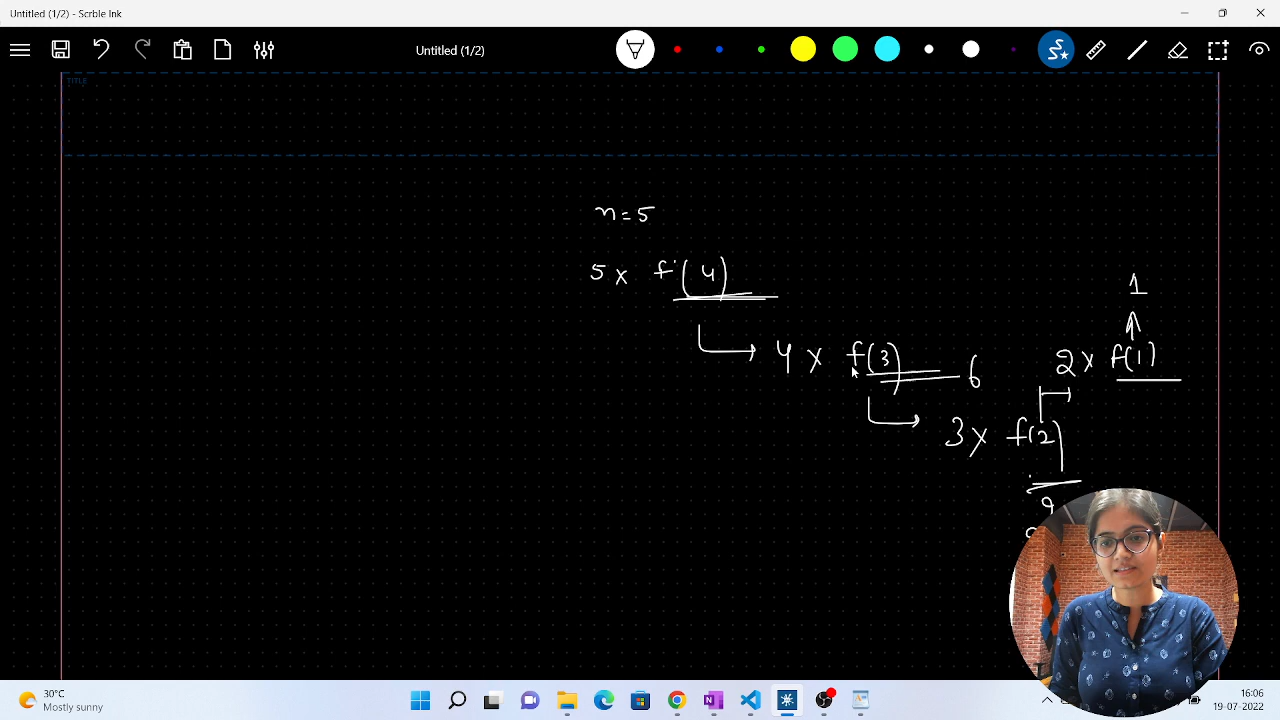 Untitled (1/2) - Scrble Ink
Untitled (1/2)
TITLE
n=5
5 x f(4)
1
4 x f(3) 6
2 x f(1)
3 x f(2)
30°C
Mostly sunny
16:06
19-07-2022